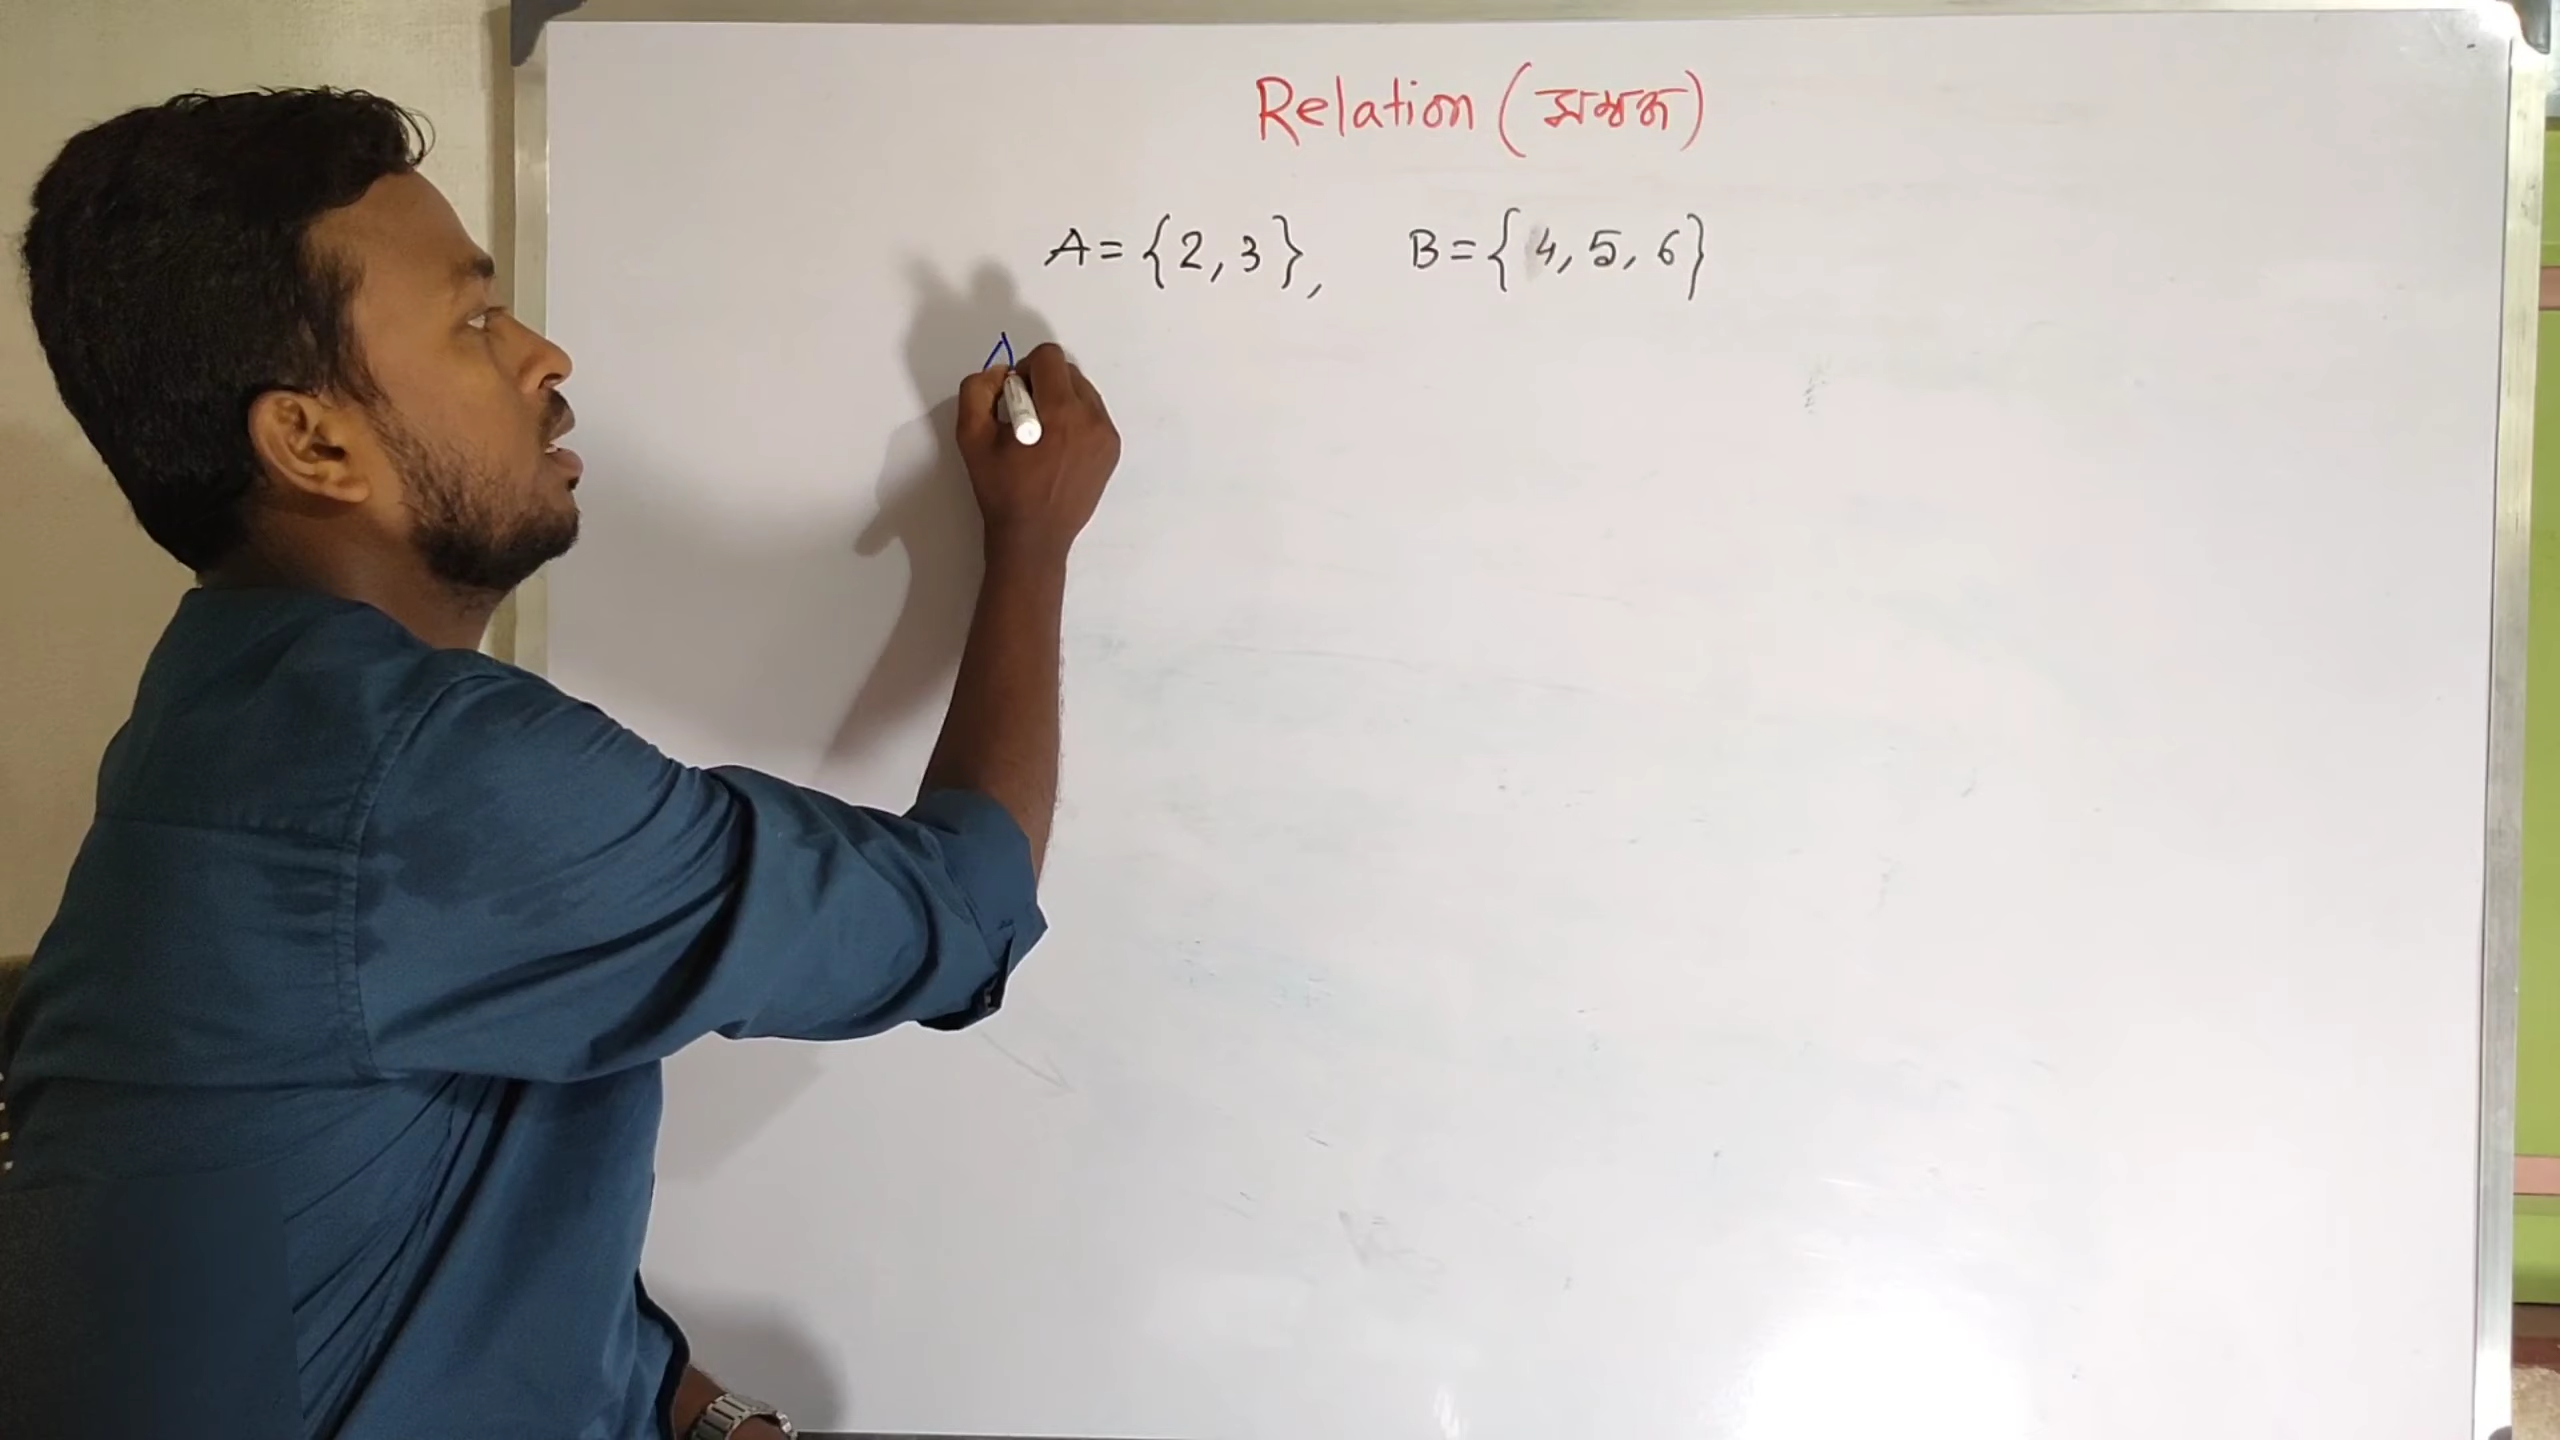 Relation (সম্বন্ধ)
A = {2, 3}, B = {4, 5, 6}
A